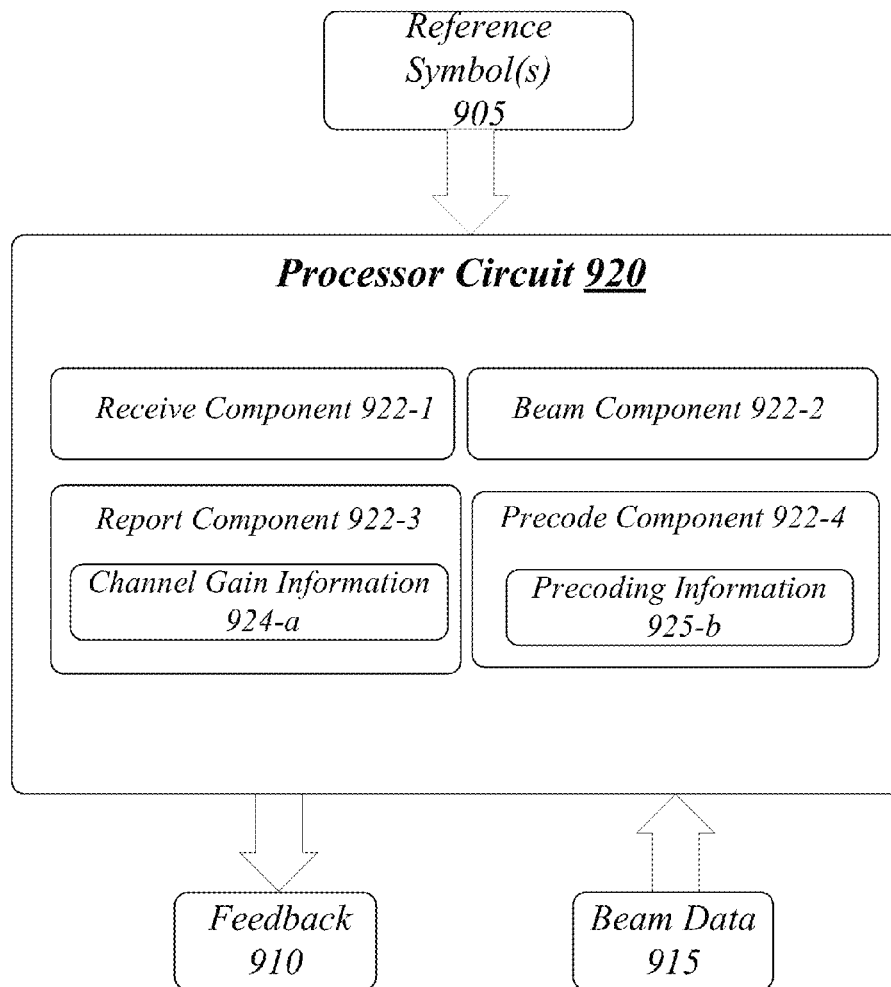 Reference
Symbol(s)
905
Processor Circuit 920
Receive Component 922-1
Beam Component 922-2
Report Component 922-3
Channel Gain Information
924-a
Precode Component 922-4
Precoding Information
925-b
Feedback
910
Beam Data
915